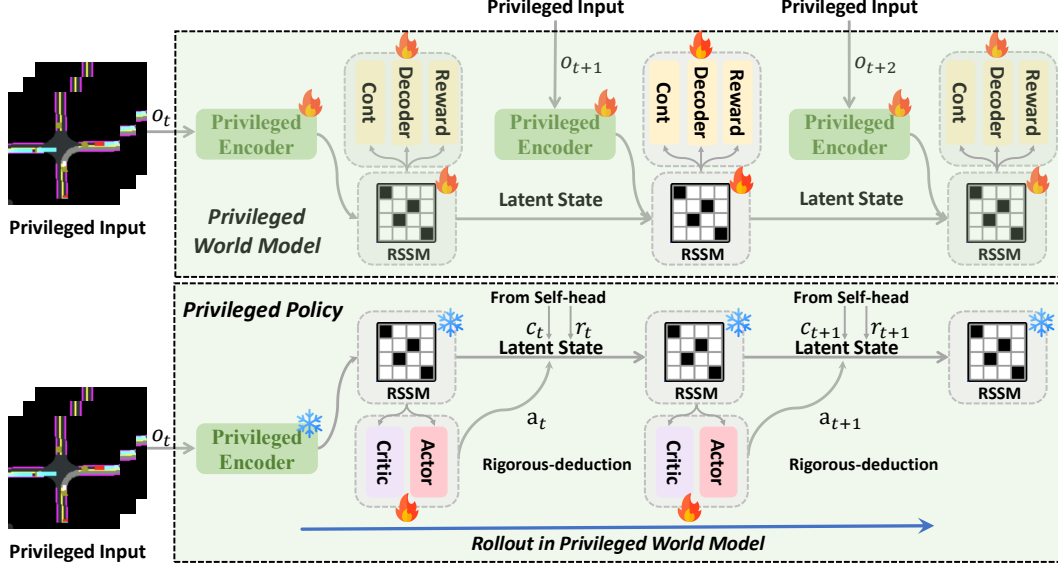 Privileged Input
Privileged Input
o_t
Privileged Input
Privileged
Encoder
Cont
Decoder
Reward
RSSM
Privileged
World Model
Latent State
o_{t+1}
Privileged
Encoder
Cont
Decoder
Reward
RSSM
Latent State
o_{t+2}
Privileged
Encoder
Cont
Decoder
Reward
RSSM
Privileged Policy
o_t
Privileged Input
Privileged
Encoder
RSSM
Critic
Actor
From Self-head
c_t
r_t
Latent State
a_t
Rigorous-deduction
RSSM
Critic
Actor
From Self-head
c_{t+1}
r_{t+1}
Latent State
a_{t+1}
Rigorous-deduction
RSSM
Rollout in Privileged World Model